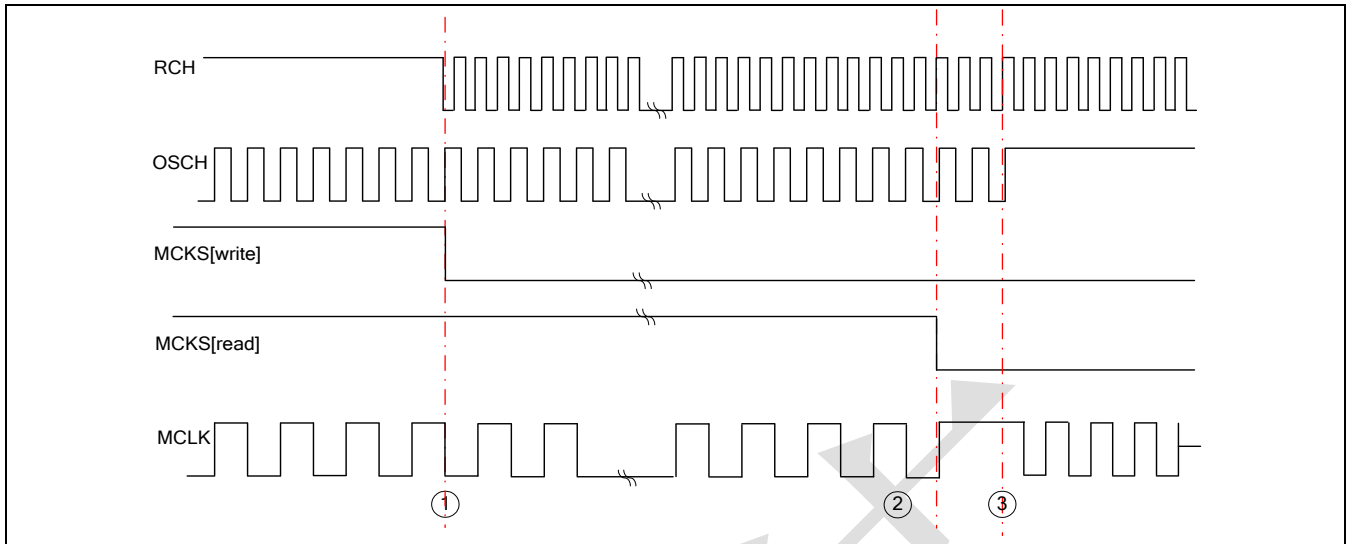 RCH
OSCH
MCKS[write]
MCKS[read]
MCLK
① ② ③